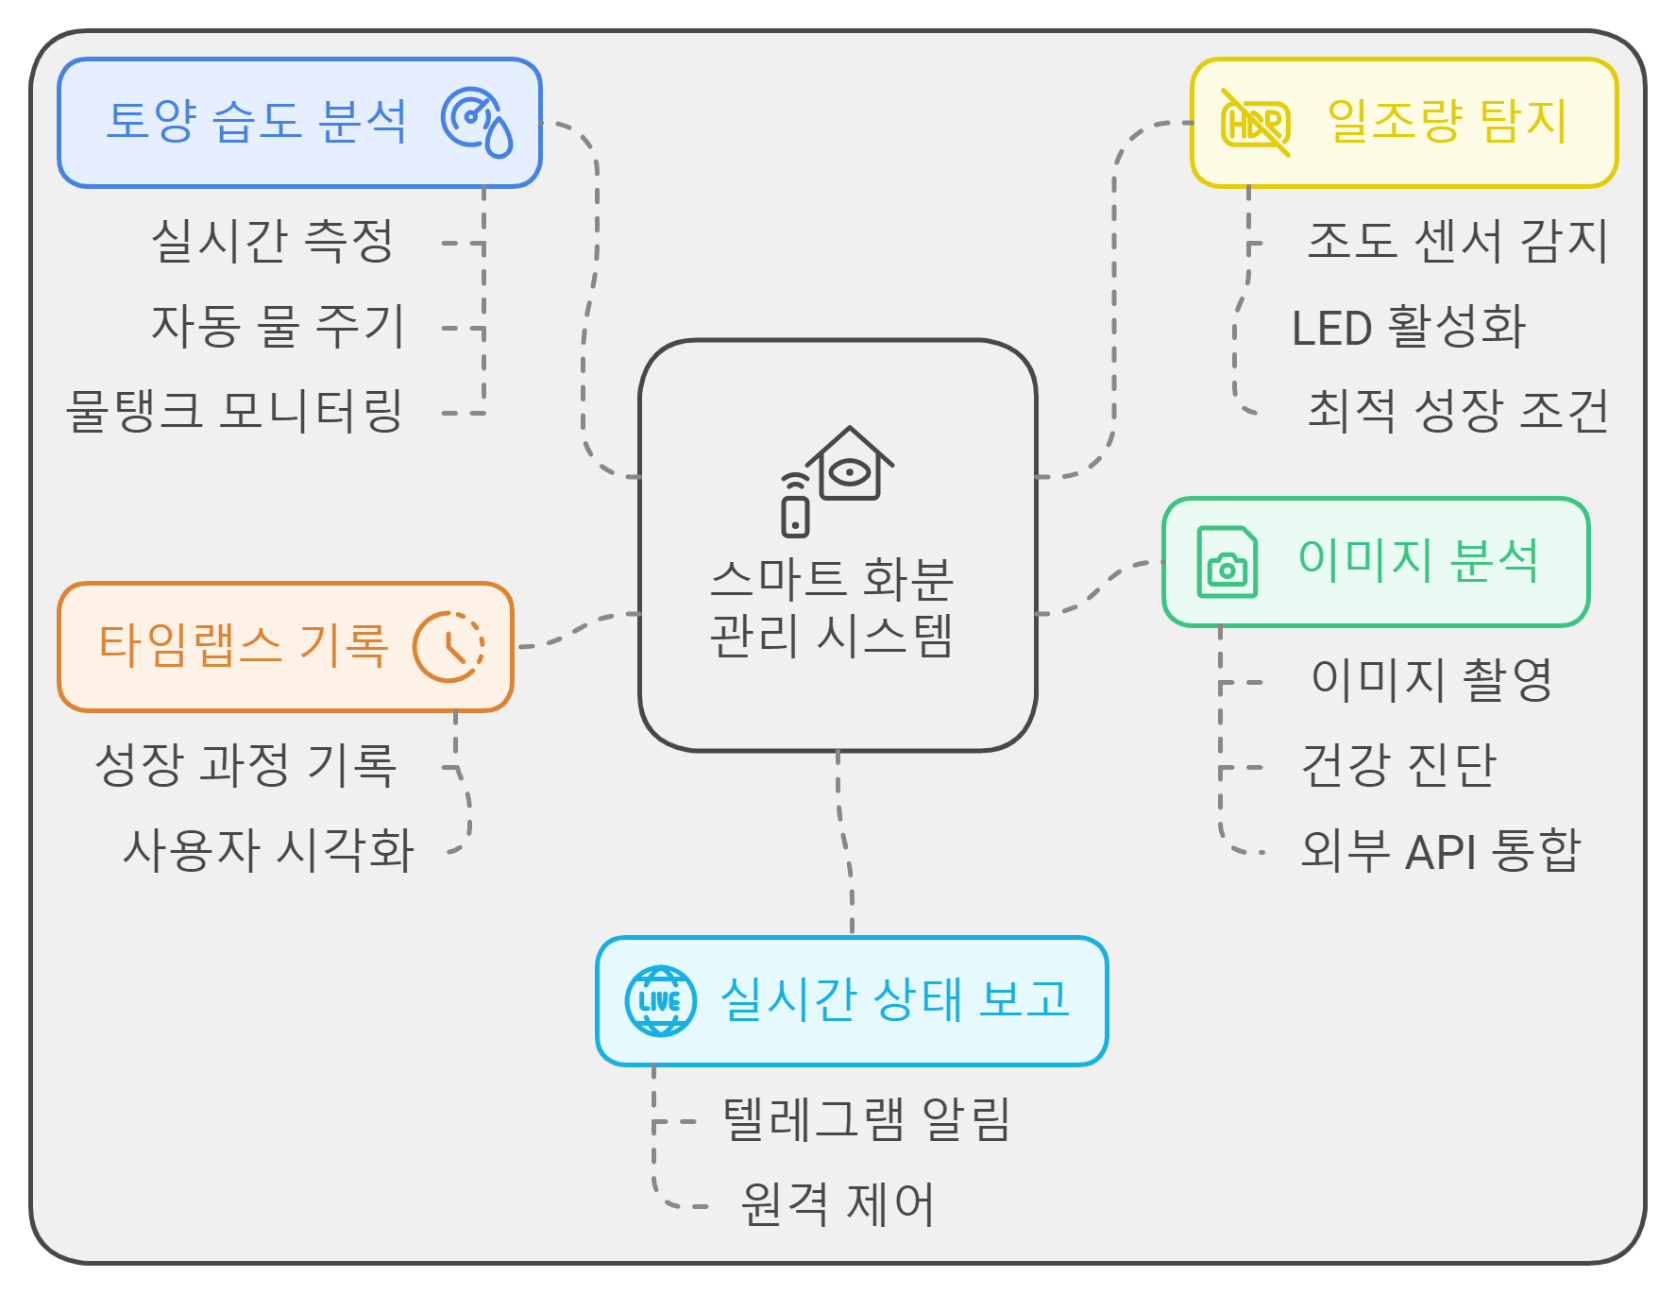 토양 습도 분석
실시간 측정
자동 물 주기
물탱크 모니터링
HDR
일조량 탐지
조도 센서 감지
LED 활성화
최적 성장 조건
스마트 화분
관리 시스템
타임랩스 기록
성장 과정 기록
사용자 시각화
이미지 분석
이미지 촬영
건강 진단
외부 API 통합
LIVE
실시간 상태 보고
텔레그램 알림
원격 제어